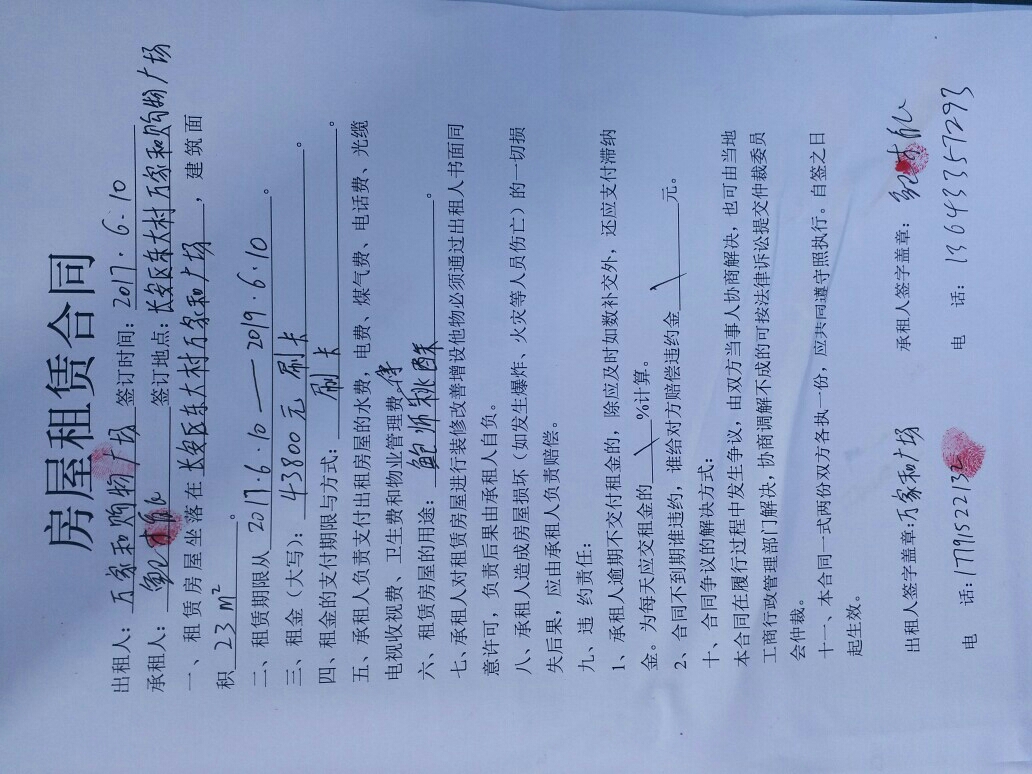 房屋租赁合同
出租人：万家和购物广场 签订时间：2017.6.10
承租人： 签订地点：长安区东大村万家和购物广场
一、租赁房屋坐落在长安区东大村万家和广场，建筑面
积23m²。
二、租赁期限从2017.6.10——2019.6.10。
三、租金（大写）：43800元 刷卡。
四、租金的支付期限与方式：刷卡。
五、承租人负责支付出租房屋的水费，电费、煤气费、电话费、光缆
电视收视费、卫生费和物业管理费等
六、租赁房屋的用途：鲍师桃酥。
七、承租人对租赁房屋进行装修改善增设他物必须通过出租人书面同
意许可，负责后果由承租人自负。
八、承租人造成房屋损坏（如发生爆炸、火灾等人员伤亡）的一切损
失后果，应由承租人负责赔偿。
九、违约责任：
1、承租人逾期不交付租金的，除应及时如数补交外，还应支付滞纳
金。为每天应交租金的\%计算。
2、合同不到期谁违约，谁给对方赔偿违约金\元。
十、合同争议的解决方式：
本合同在履行过程中发生争议，由双方当事人协商解决，也可由当地
工商行政管理部门解决，协商调解不成的可按法律诉讼提交仲裁委员
会仲裁。
十一、本合同一式两份双方各执一份，应共同遵守照执行。自签之日
起生效。
出租人签字盖章：万家和广场 承租人签字盖章：
电 话：17791522132 电 话：13643357293